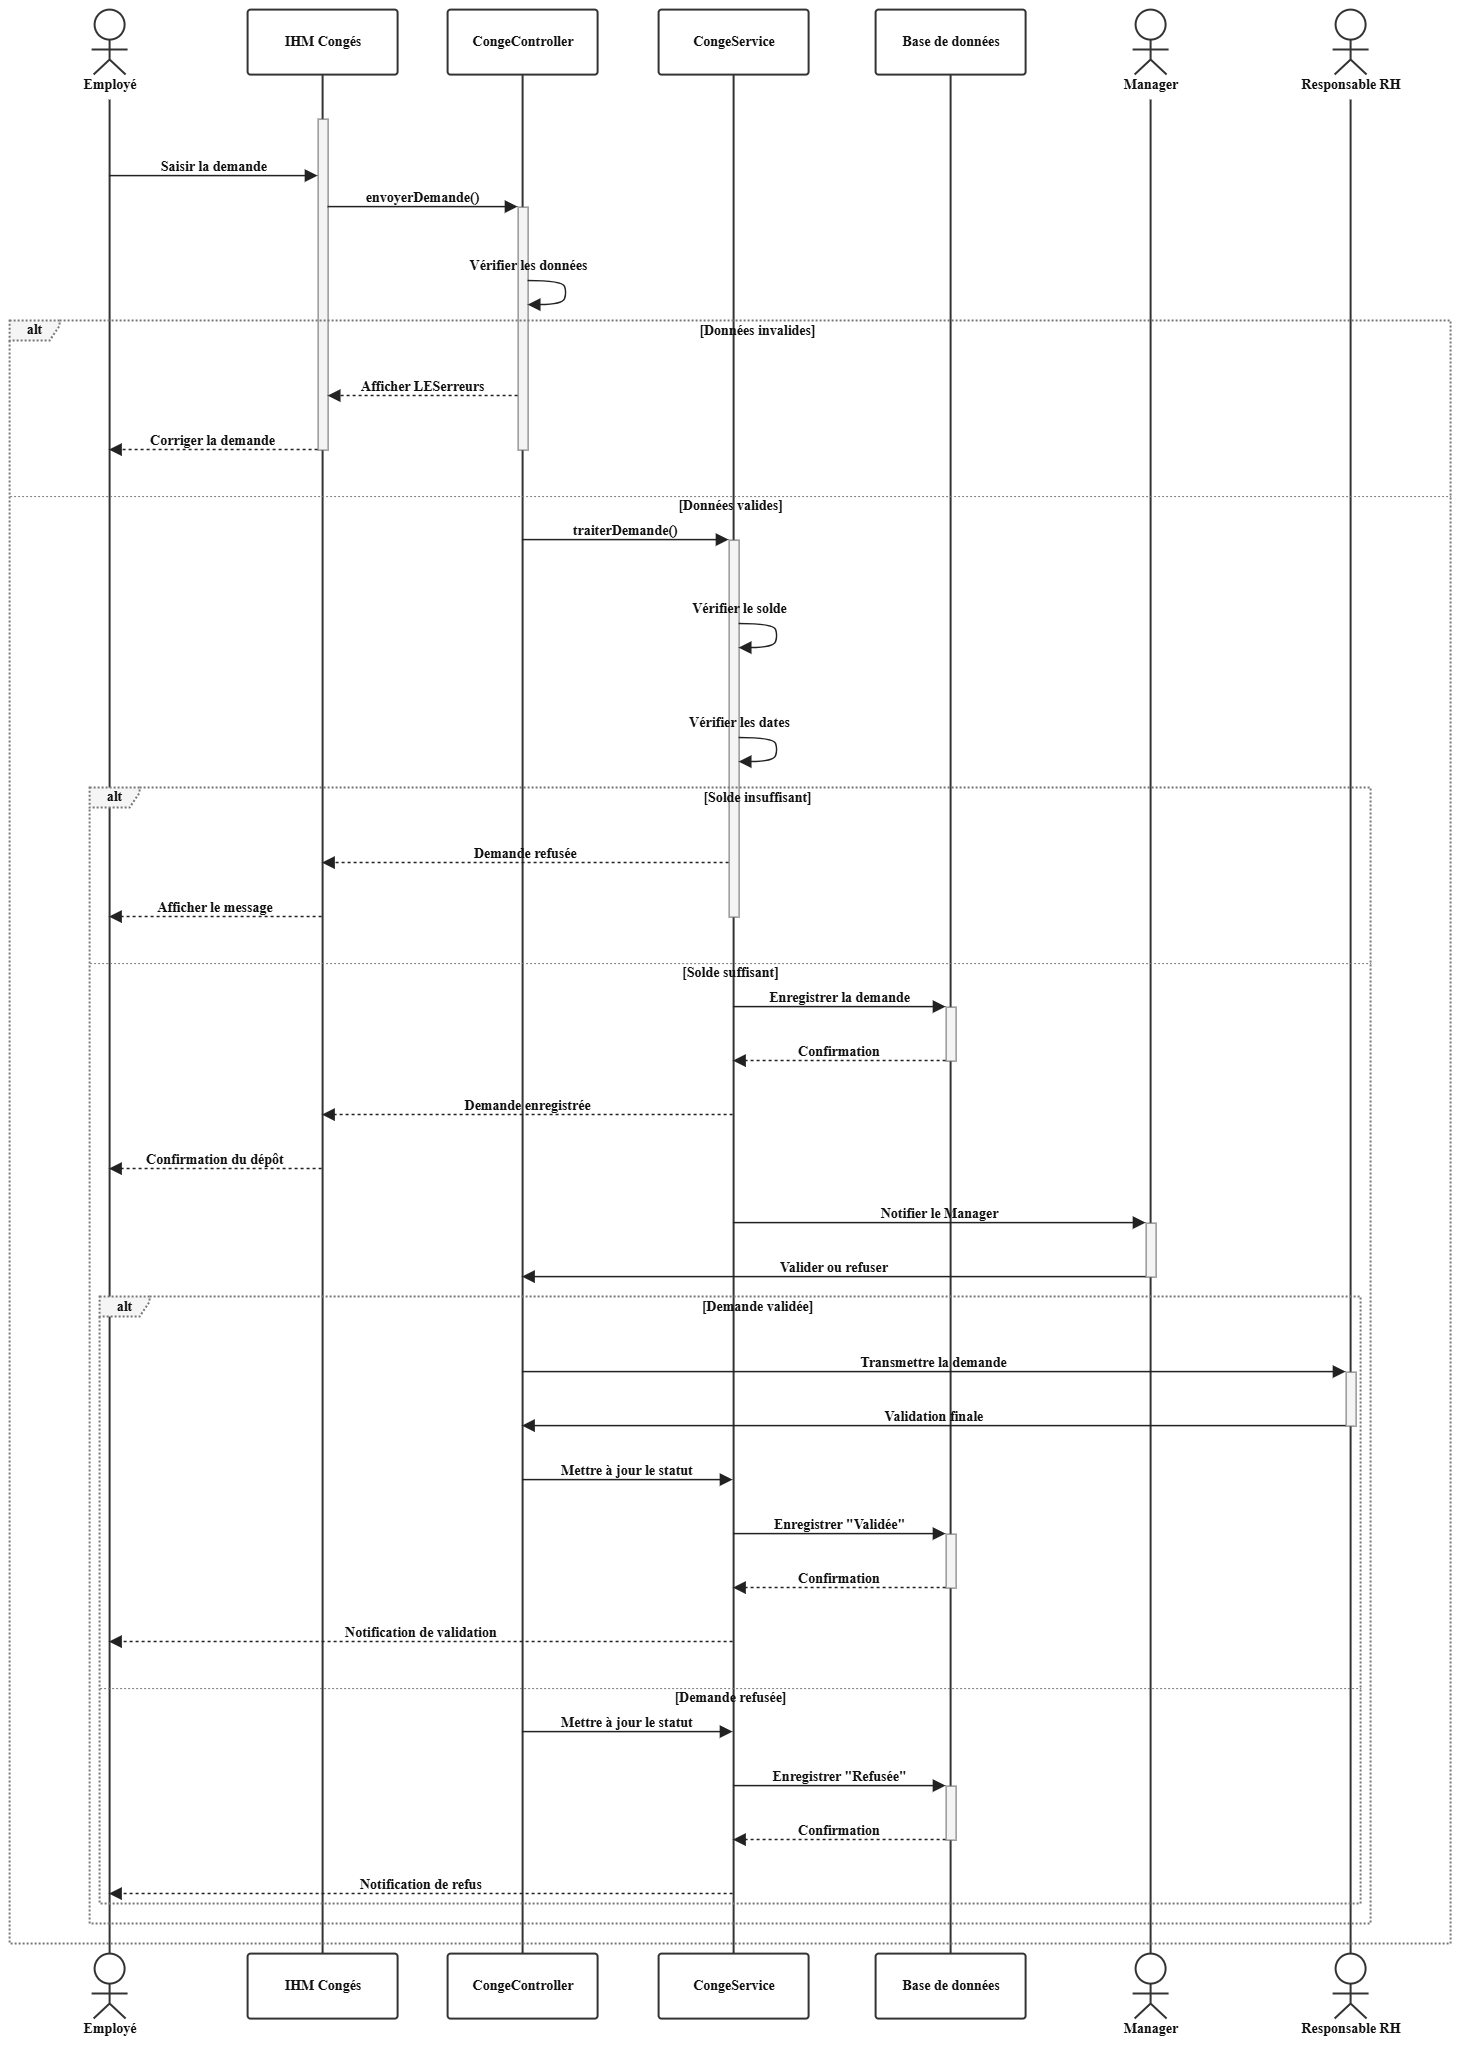 Employé
IHM Congés
CongeController
CongeService
Base de données
Manager
Responsable RH
Saisir la demande
envoyerDemande()
Vérifier les données
alt
[Données invalides]
Afficher LESerreurs
Corriger la demande
[Données valides]
traiterDemande()
Vérifier le solde
Vérifier les dates
alt
[Solde insuffisant]
Demande refusée
Afficher le message
[Solde suffisant]
Enregistrer la demande
Confirmation
Demande enregistrée
Confirmation du dépôt
Notifier le Manager
Valider ou refuser
alt
[Demande validée]
Transmettre la demande
Validation finale
Mettre à jour le statut
Enregistrer "Validée"
Confirmation
Notification de validation
[Demande refusée]
Mettre à jour le statut
Enregistrer "Refusée"
Confirmation
Notification de refus
Employé
IHM Congés
CongeController
CongeService
Base de données
Manager
Responsable RH